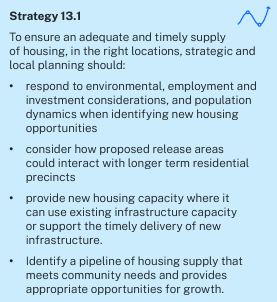 Strategy 13.1
To ensure an adequate and timely supply
of housing, in the right locations, strategic and
local planning should:
• respond to environmental, employment and
investment considerations, and population
dynamics when identifying new housing
opportunities
• consider how proposed release areas
could interact with longer term residential
precincts
• provide new housing capacity where it
can use existing infrastructure capacity
or support the timely delivery of new
infrastructure.
• Identify a pipeline of housing supply that
meets community needs and provides
appropriate opportunities for growth.